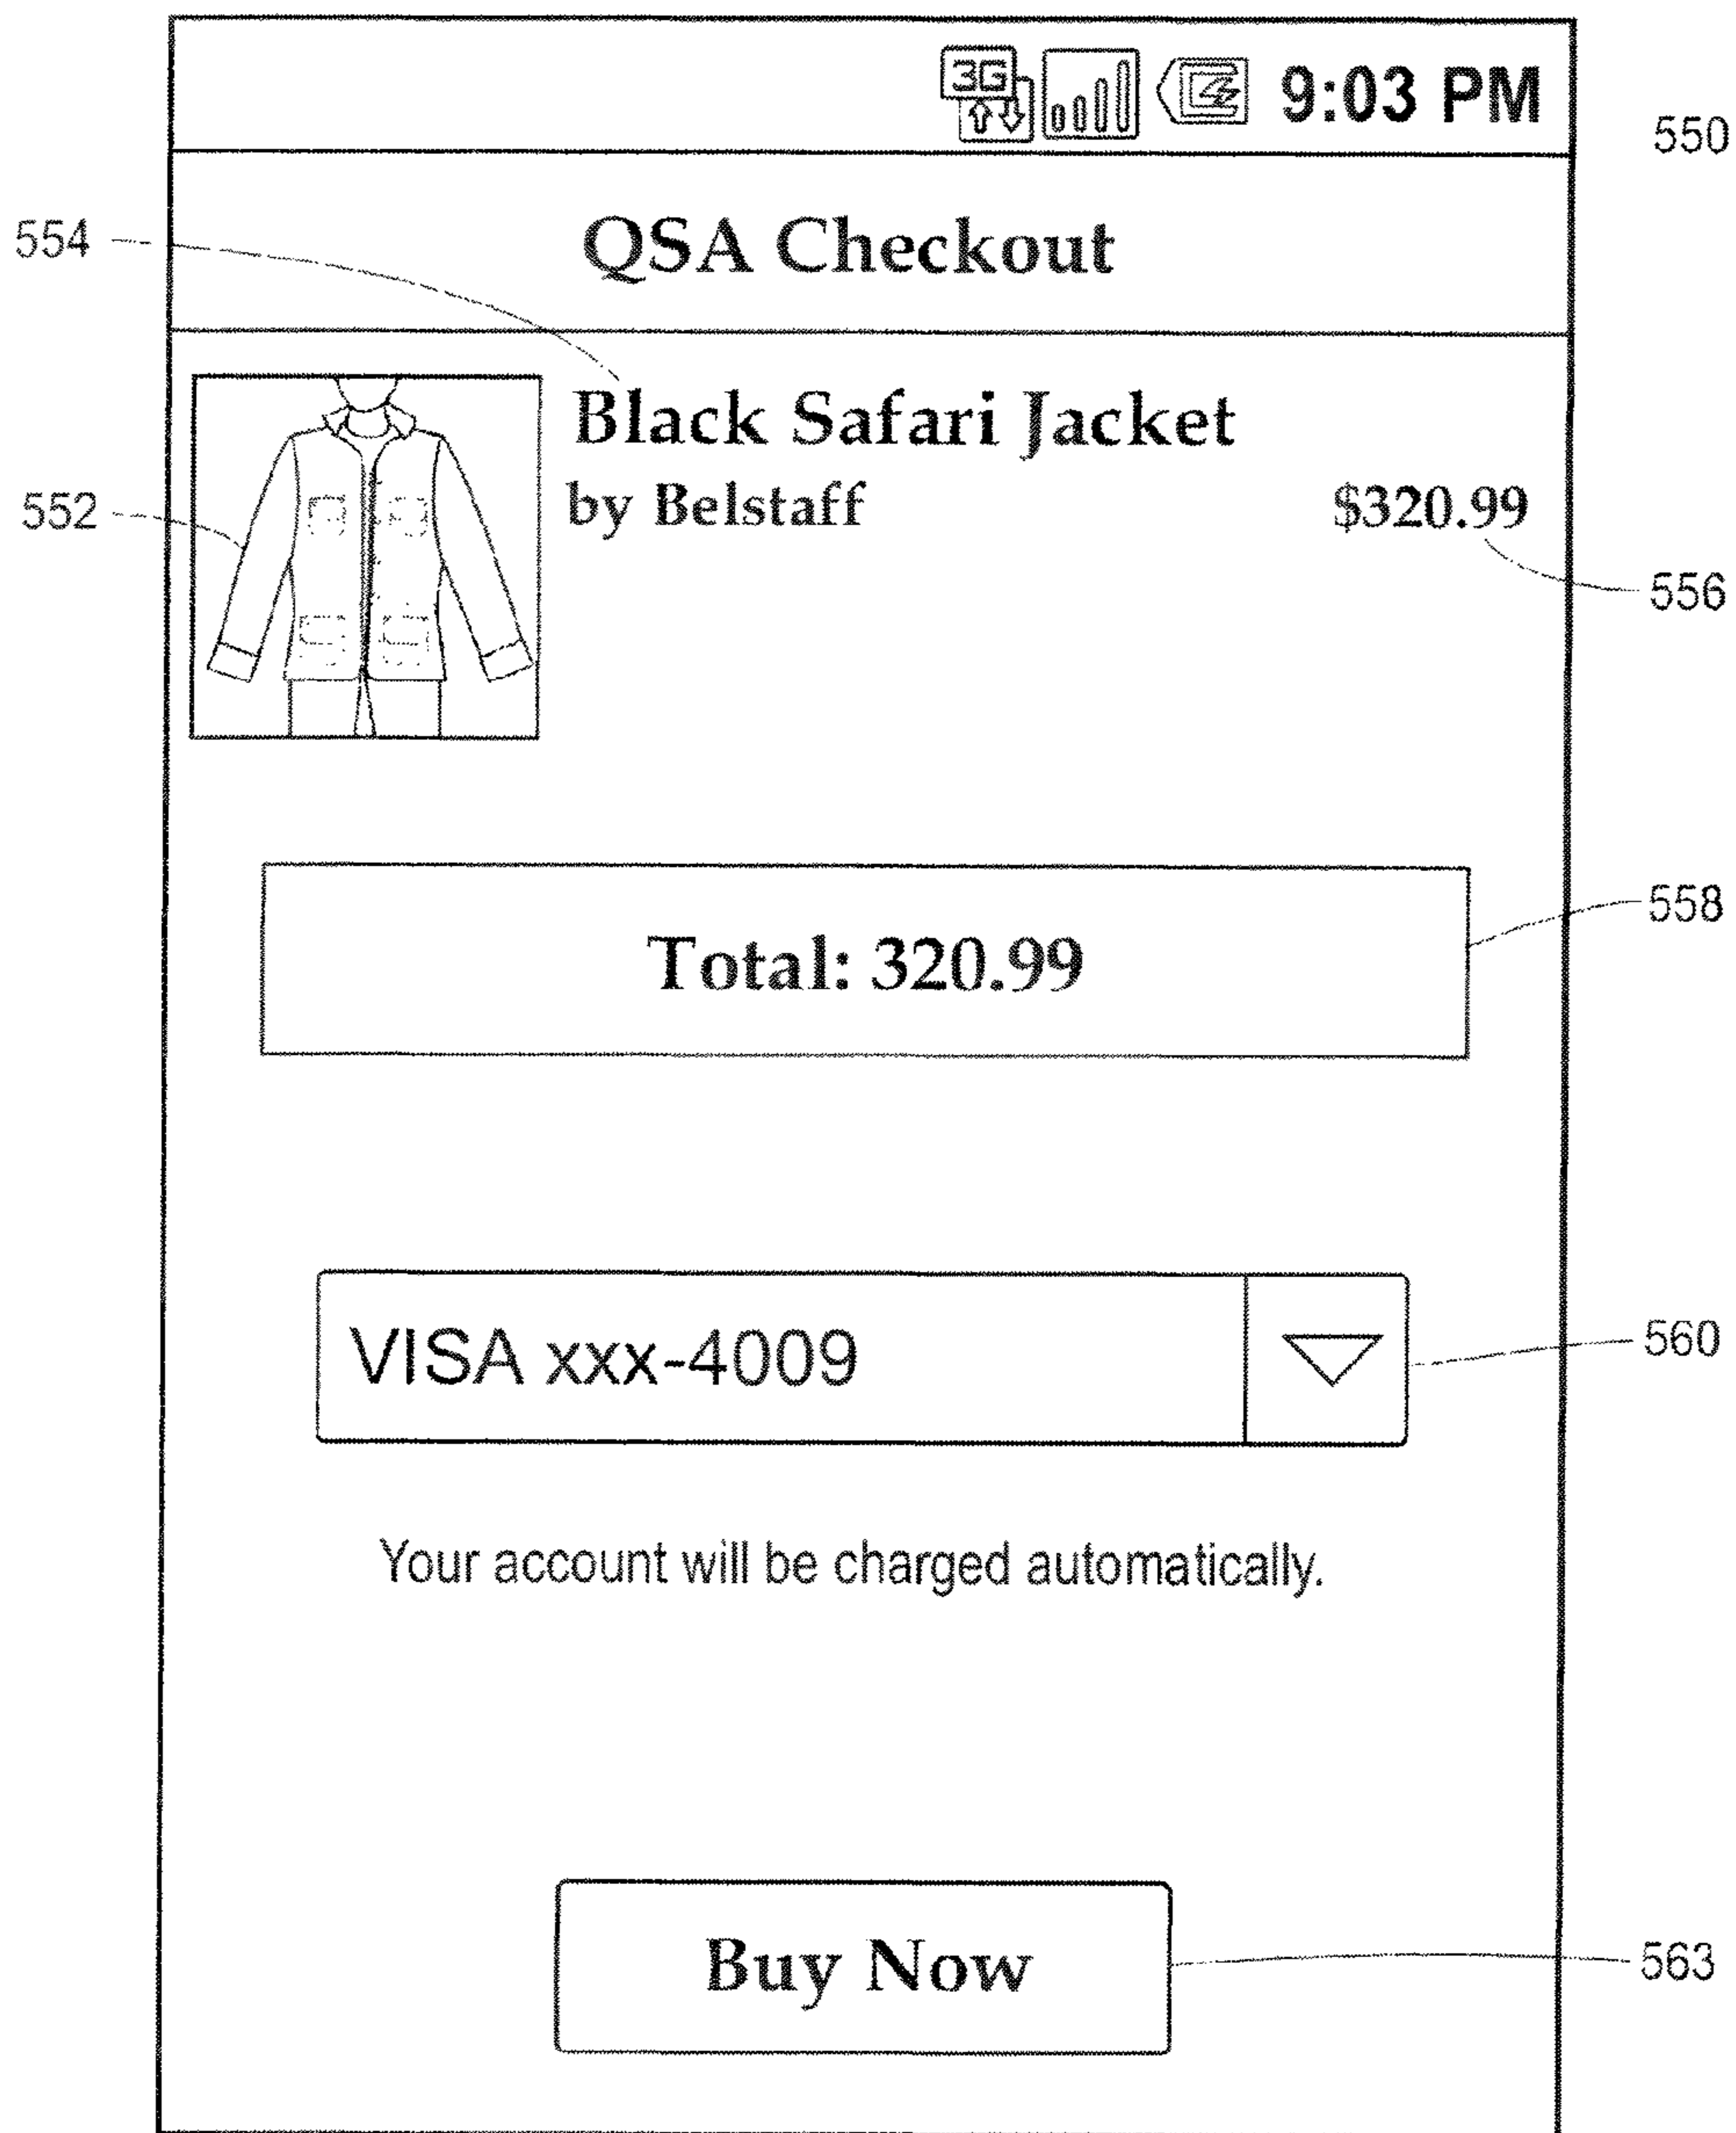 3G 9:03 PM
550
QSA Checkout
554
Black Safari Jacket
by Belstaff
$320.99
552
556
Total: 320.99
558
VISA xxx-4009
560
Your account will be charged automatically.
Buy Now
563